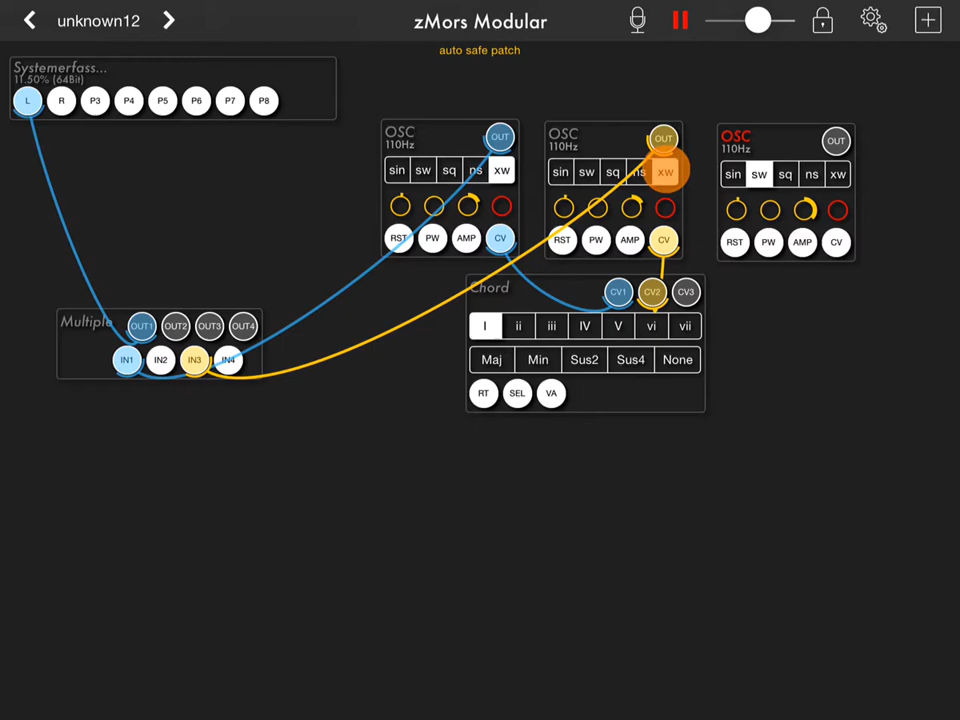 unknown12
zMors Modular
auto safe patch
Systemerfass...
11.50% (64Bit)
L R P3 P4 P5 P6 P7 P8
OSC
110Hz
OUT
sin sw sq ns xw
RST PW AMP CV
OSC
110Hz
OUT
sin sw sq ns xw
RST PW AMP CV
OSC
110Hz
OUT
sin sw sq ns xw
RST PW AMP CV
Multiple OUT1 OUT2 OUT3 OUT4
IN1 IN2 IN3 IN4
Chord CV1 CV2 CV3
I ii iii IV V vi vii
Maj Min Sus2 Sus4 None
RT SEL VA